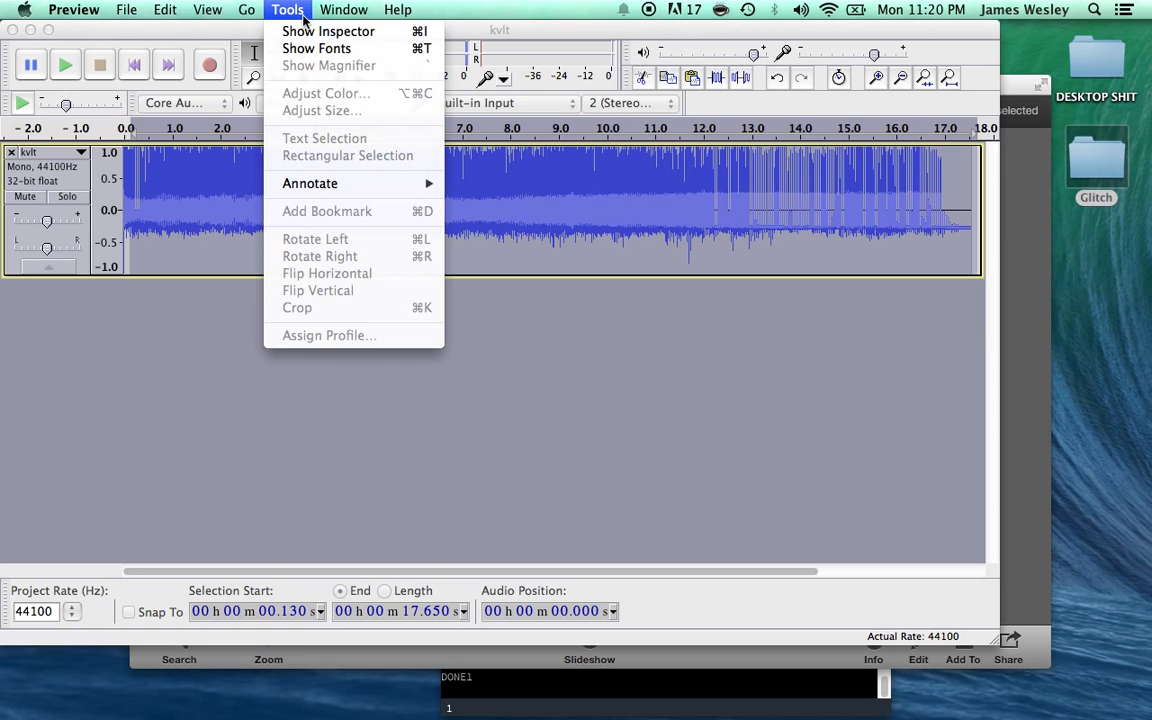 Preview File Edit View Go Tools Window Help 17 Mon 11:20 PM James Wesley
kvlt
Show Inspector ⌘I
Show Fonts ⌘T
Show Magnifier `
Adjust Color... ⌥⌘C
Adjust Size...
Text Selection
Rectangular Selection
Annotate
Add Bookmark ⌘D
Rotate Left ⌘L
Rotate Right ⌘R
Flip Horizontal
Flip Vertical
Crop ⌘K
Assign Profile...
L
R
0 -36 -24 -12 0
Core Au... uilt-in Input 2 (Stereo...
- 2.0 - 1.0 0.0 1.0 2.0 7.0 8.0 9.0 10.0 11.0 12.0 13.0 14.0 15.0 16.0 17.0 18.0
kvlt
Mono, 44100Hz
32-bit float
Mute Solo
- +
L R
1.0
0.5
0.0
-0.5
-1.0
DESKTOP SHIT
selected
Glitch
Project Rate (Hz): Selection Start: End Length Audio Position:
44100 Snap To 00 h 00 m 00.130 s 00 h 00 m 17.650 s 00 h 00 m 00.000 s
Actual Rate: 44100
Search Zoom Slideshow Info Edit Add To Share
DONE1
1